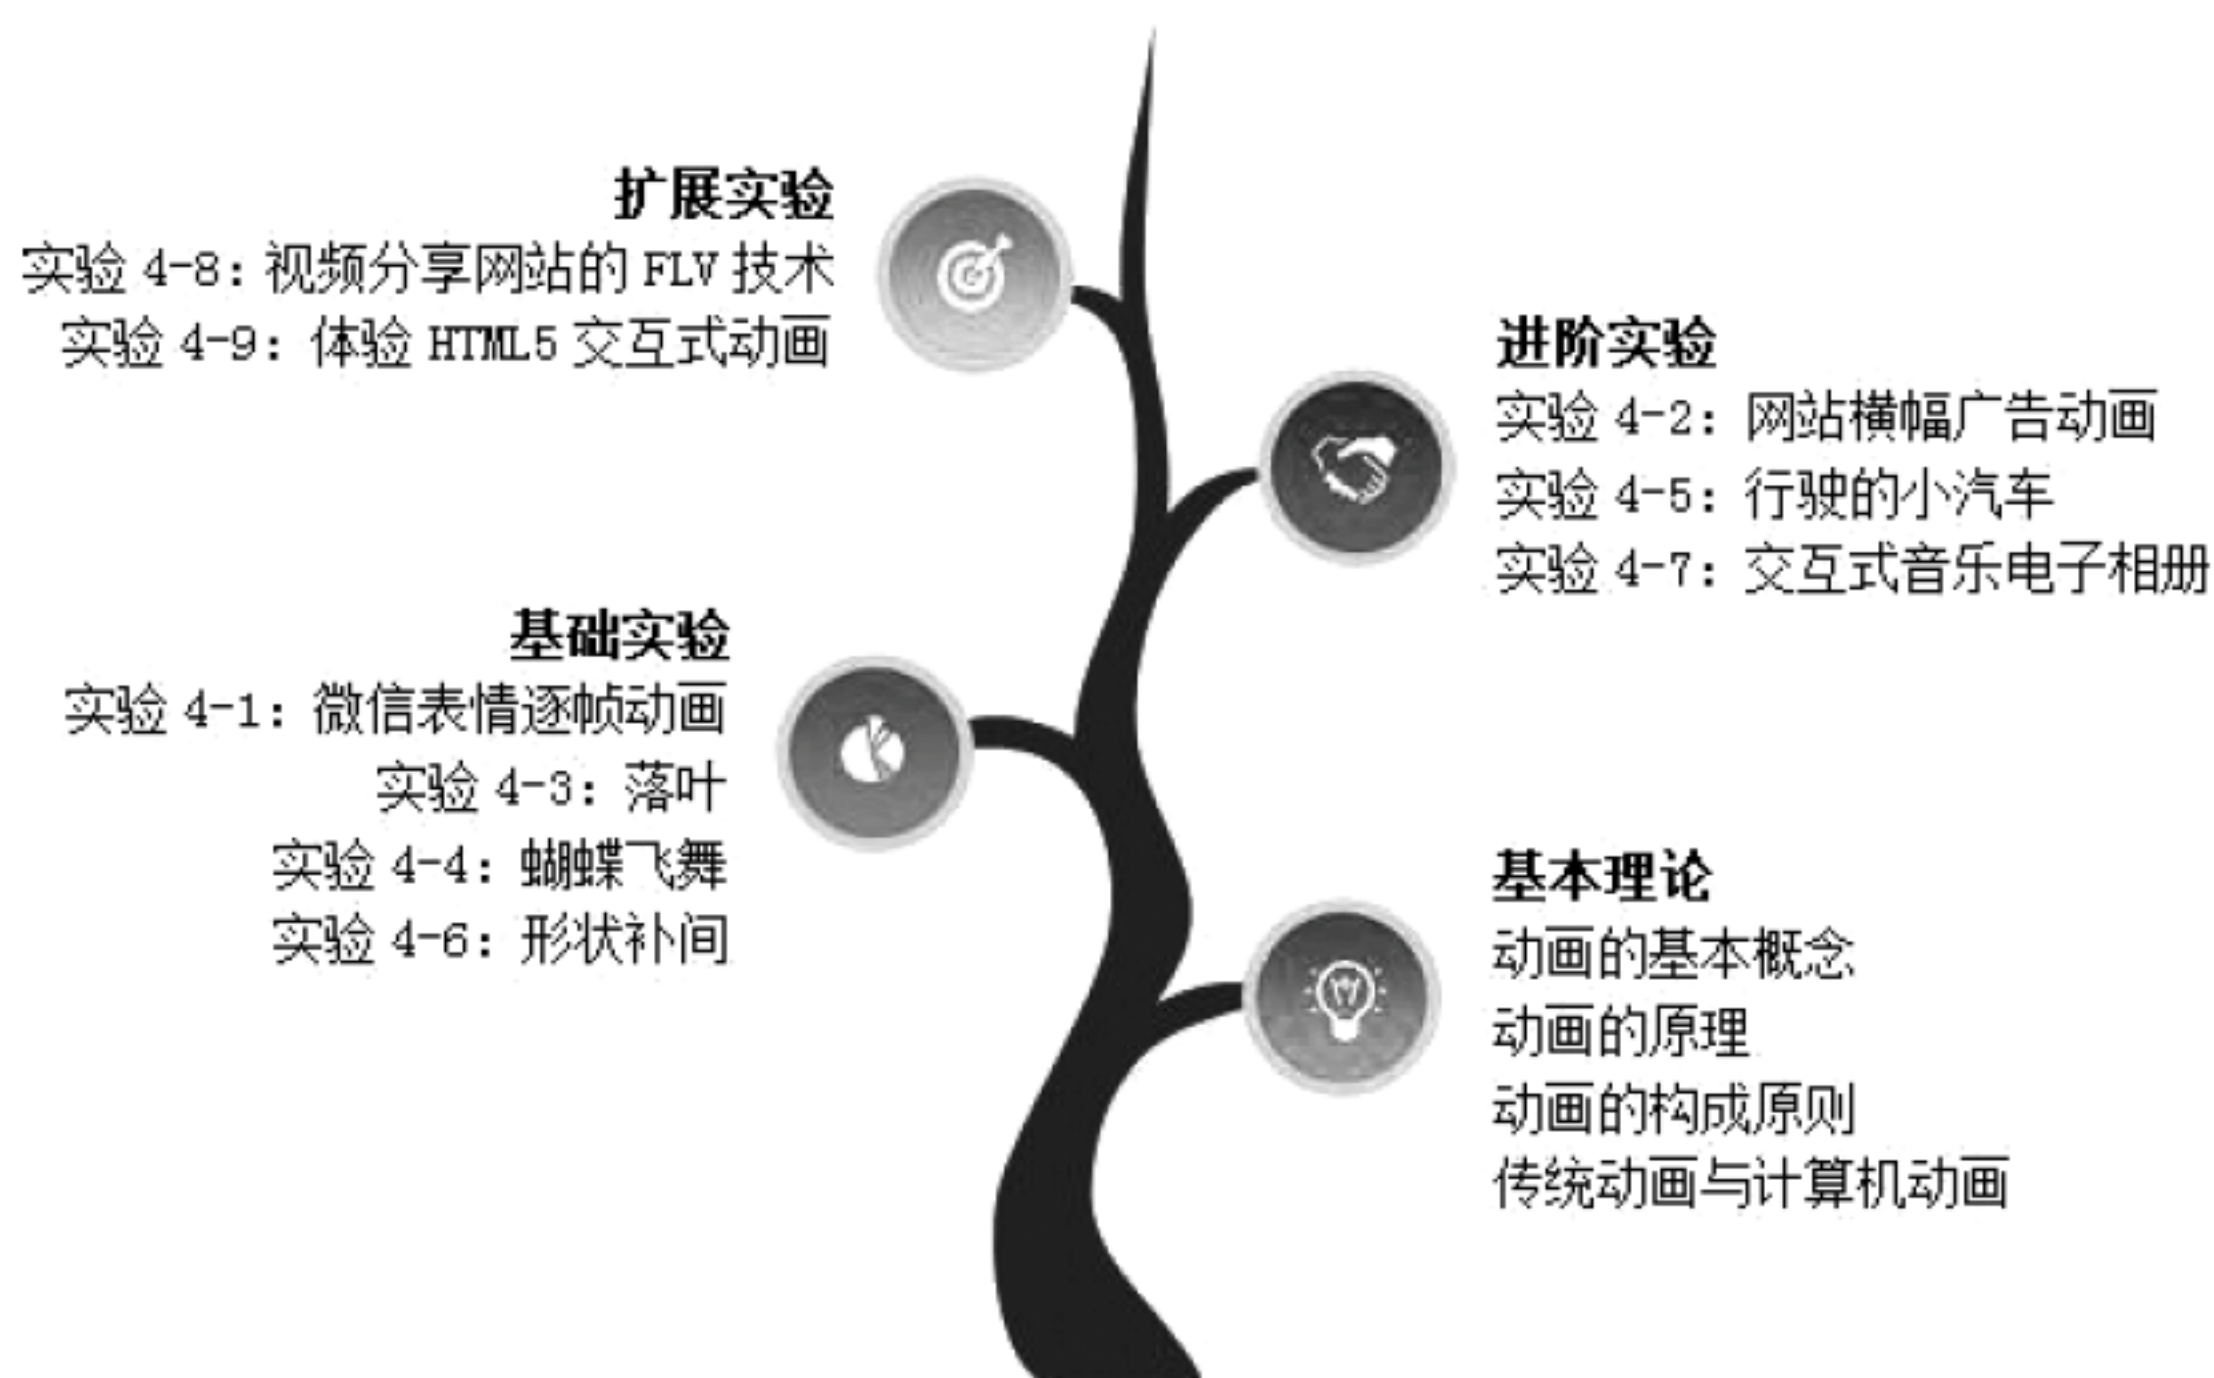 扩展实验
实验 4-8：视频分享网站的 FLV 技术
实验 4-9：体验 HTML5 交互式动画
进阶实验
实验 4-2：网站横幅广告动画
实验 4-5：行驶的小汽车
实验 4-7：交互式音乐电子相册
基础实验
实验 4-1：微信表情逐帧动画
实验 4-3：落叶
实验 4-4：蝴蝶飞舞
实验 4-6：形状补间
基本理论
动画的基本概念
动画的原理
动画的构成原则
传统动画与计算机动画